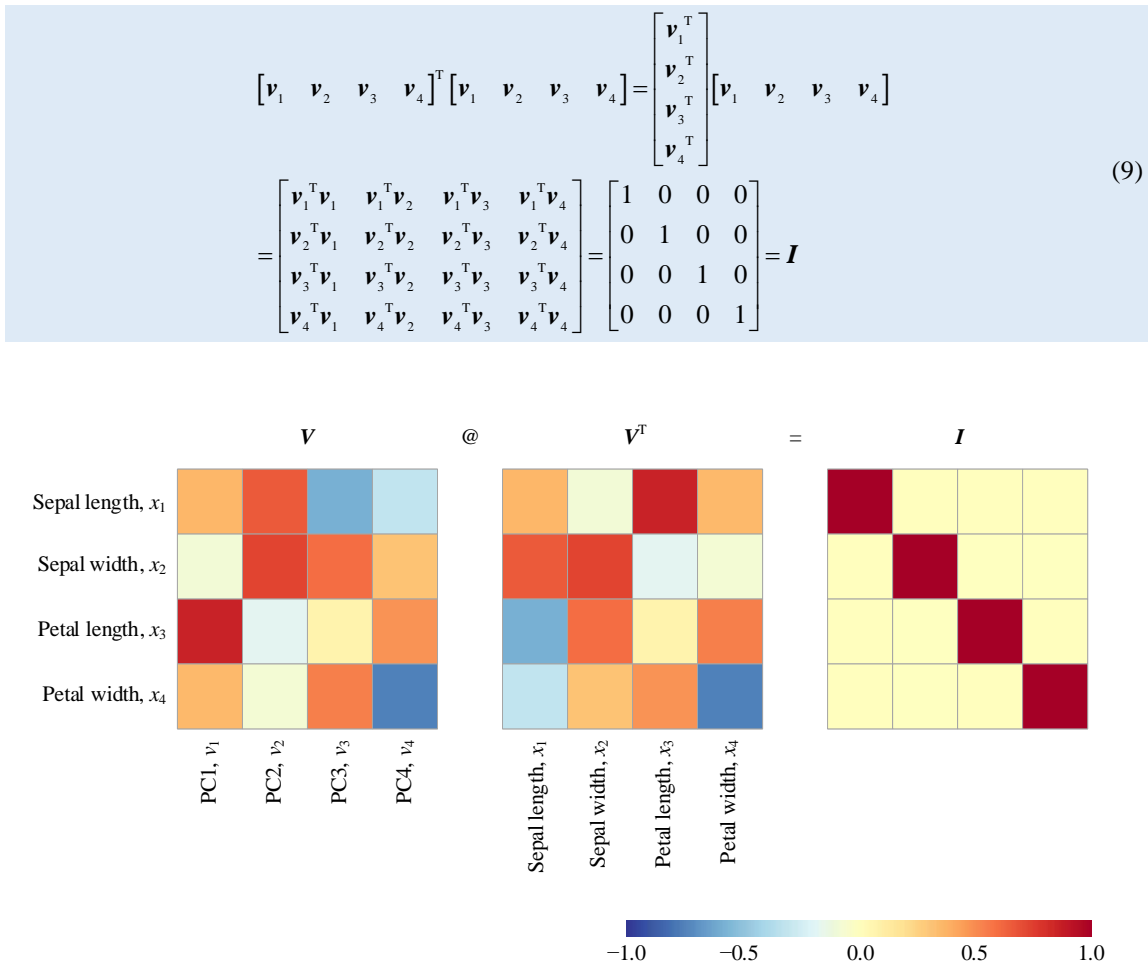 [v₁ v₂ v₃ v₄]ᵀ [v₁ v₂ v₃ v₄] = [v₁ᵀ; v₂ᵀ; v₃ᵀ; v₄ᵀ] [v₁ v₂ v₃ v₄]
= [v₁ᵀv₁ v₁ᵀv₂ v₁ᵀv₃ v₁ᵀv₄; v₂ᵀv₁ v₂ᵀv₂ v₂ᵀv₃ v₂ᵀv₄; v₃ᵀv₁ v₃ᵀv₂ v₃ᵀv₃ v₃ᵀv₄; v₄ᵀv₁ v₄ᵀv₂ v₄ᵀv₃ v₄ᵀv₄] = [1 0 0 0; 0 1 0 0; 0 0 1 0; 0 0 0 1] = I
(9)
V @ Vᵀ = I
Sepal length, x₁
Sepal width, x₂
Petal length, x₃
Petal width, x₄
PC1, v₁
PC2, v₂
PC3, v₃
PC4, v₄
Sepal length, x₁
Sepal width, x₂
Petal length, x₃
Petal width, x₄
−1.0 −0.5 0.0 0.5 1.0